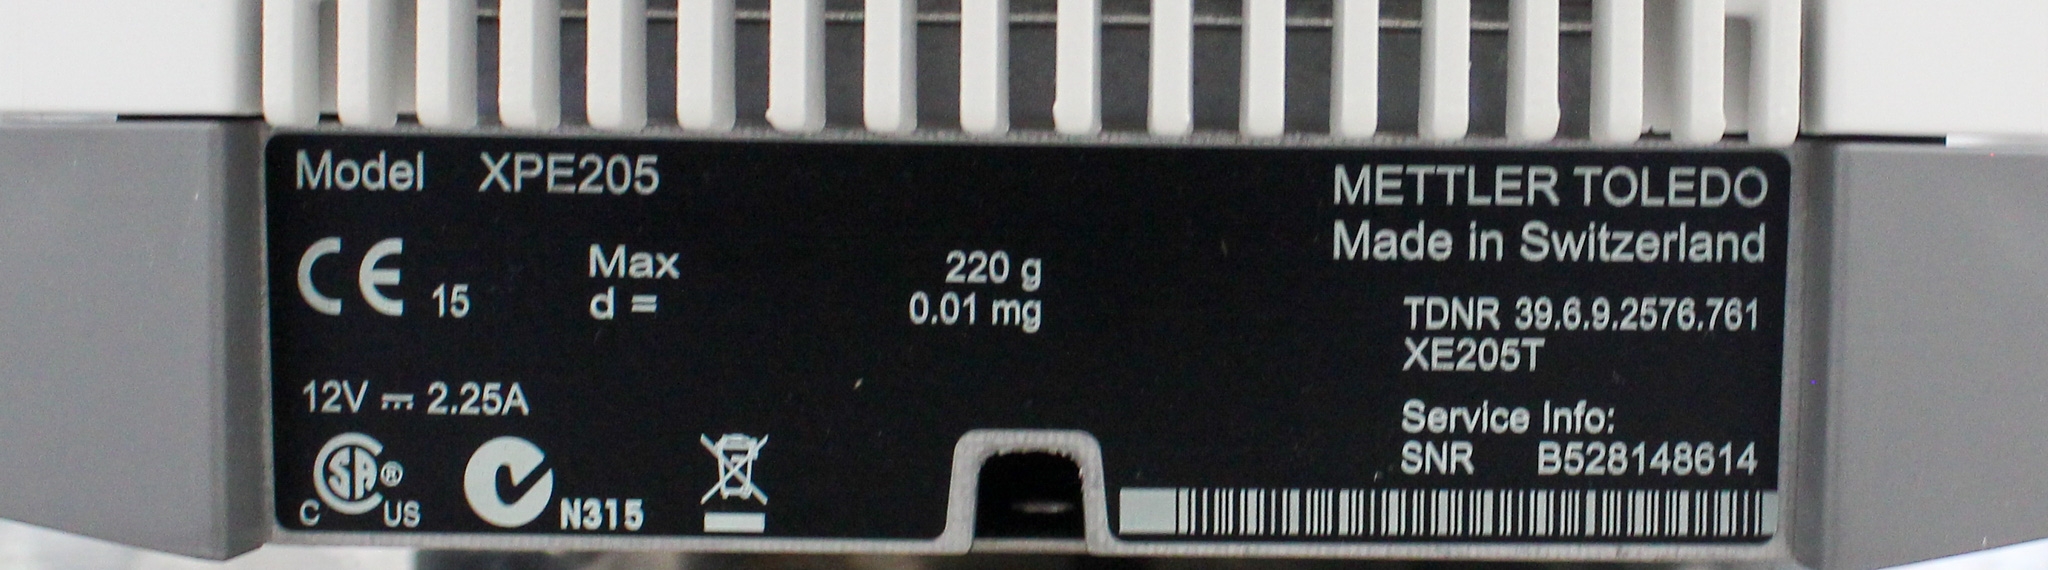 Model XPE205
METTLER TOLEDO
Made in Switzerland
CE 15
Max 220 g
d = 0.01 mg
TDNR 39.6.9.2576.761
XE205T
12V ⎓ 2.25A
Service Info:
SNR B528148614
C SA® US
N315